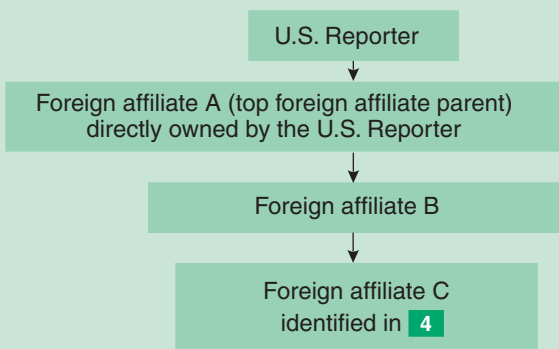 U.S. Reporter
Foreign affiliate A (top foreign affiliate parent)
directly owned by the U.S. Reporter
Foreign affiliate B
Foreign affiliate C
identified in 4